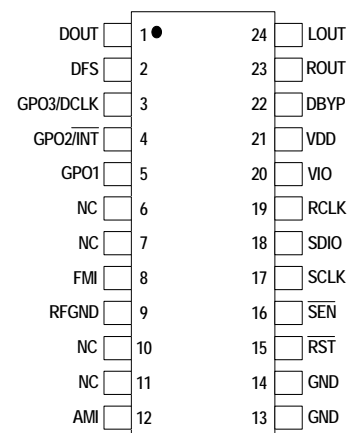 DOUT 1 24 LOUT
DFS 2 23 ROUT
GPO3/DCLK 3 22 DBYP
GPO2/INT 4 21 VDD
GPO1 5 20 VIO
NC 6 19 RCLK
NC 7 18 SDIO
FMI 8 17 SCLK
RFGND 9 16 SEN
NC 10 15 RST
NC 11 14 GND
AMI 12 13 GND